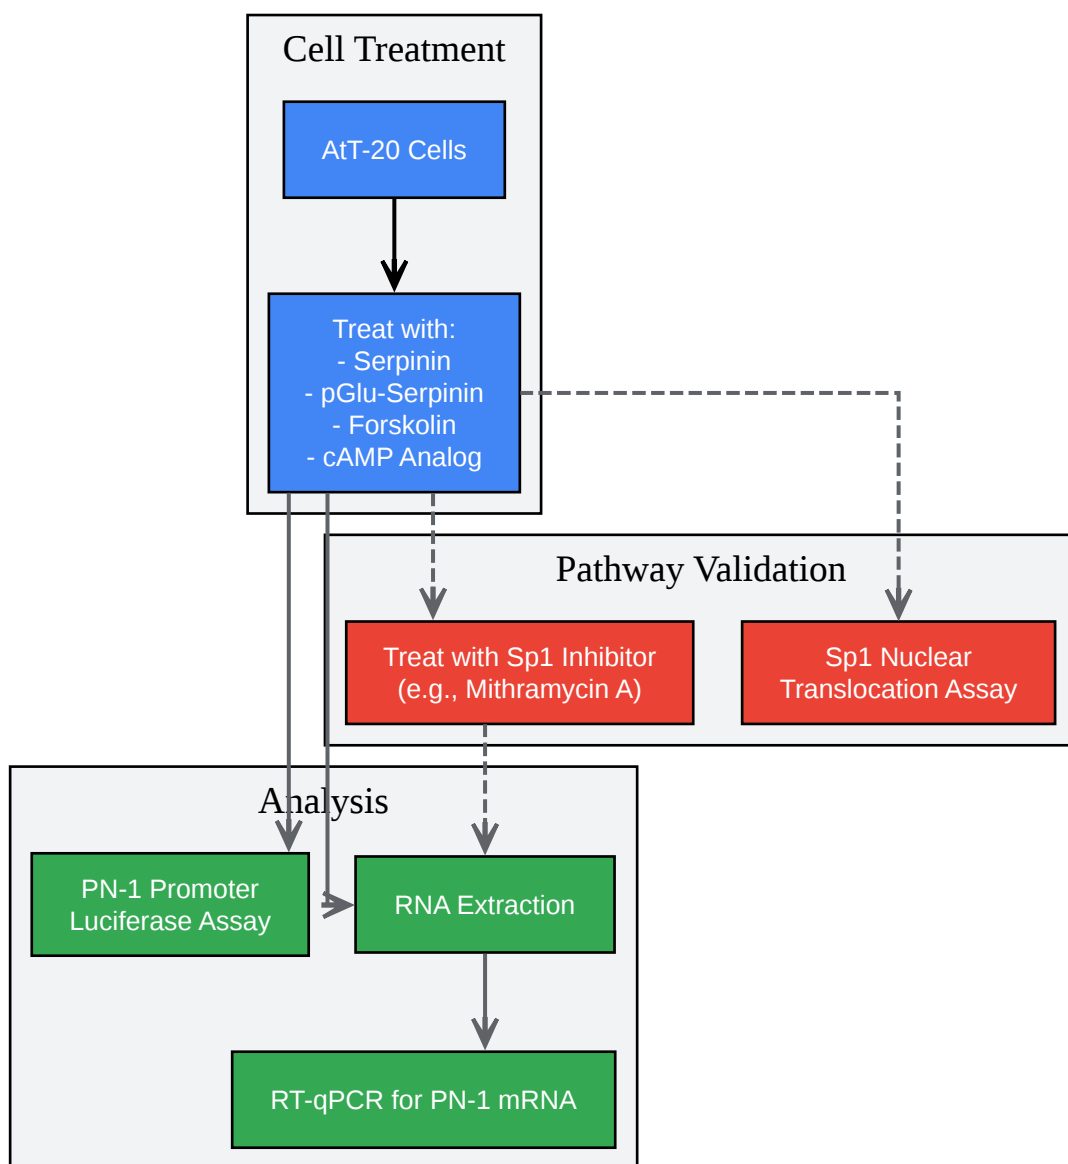 Cell Treatment
AtT-20 Cells
Treat with:
- Serpinin
- pGlu-Serpinin
- Forskolin
- cAMP Analog
Pathway Validation
Treat with Sp1 Inhibitor
(e.g., Mithramycin A)
Sp1 Nuclear
Translocation Assay
Analysis
PN-1 Promoter
Luciferase Assay
RNA Extraction
RT-qPCR for PN-1 mRNA